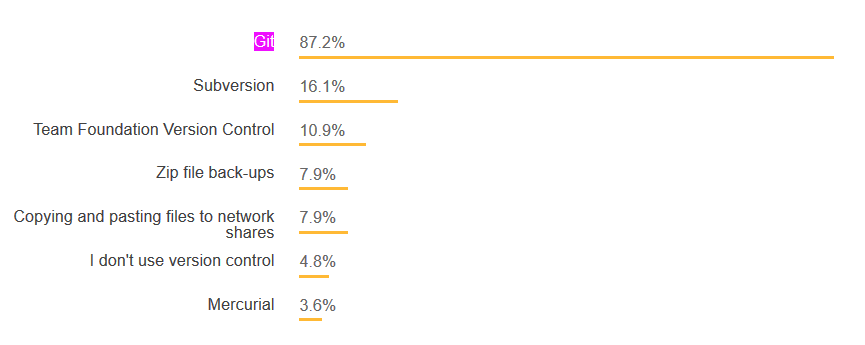 Git 87.2%
Subversion 16.1%
Team Foundation Version Control 10.9%
Zip file back-ups 7.9%
Copying and pasting files to network
shares 7.9%
I don't use version control 4.8%
Mercurial 3.6%